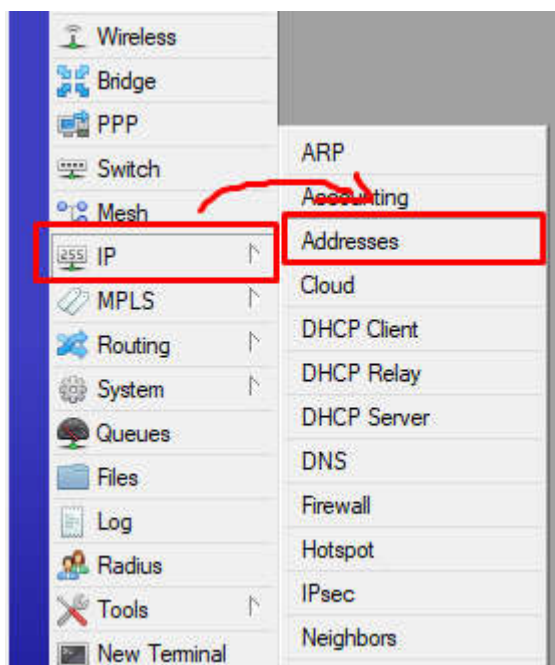 Wireless
Bridge
PPP
Switch
Mesh
255 IP
MPLS
Routing
System
Queues
Files
Log
Radius
Tools
New Terminal
ARP
Accounting
Addresses
Cloud
DHCP Client
DHCP Relay
DHCP Server
DNS
Firewall
Hotspot
IPsec
Neighbors